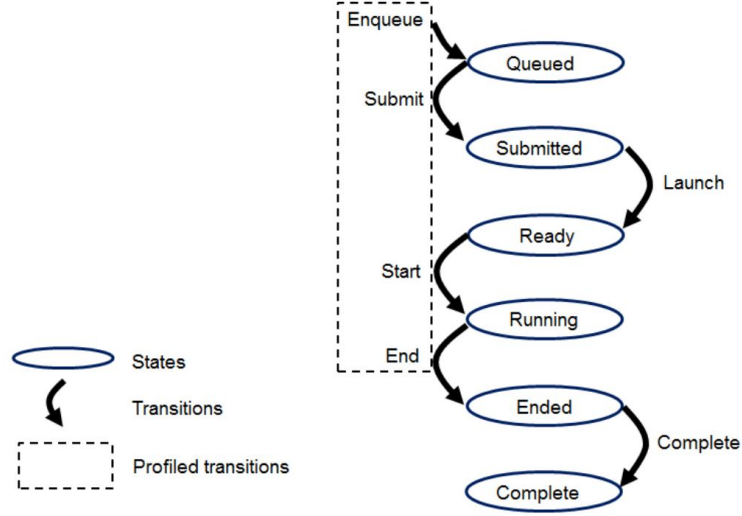 Enqueue
Queued
Submit
Submitted
Launch
Ready
Start
Running
End
Ended
Complete
Complete
States
Transitions
Profiled transitions